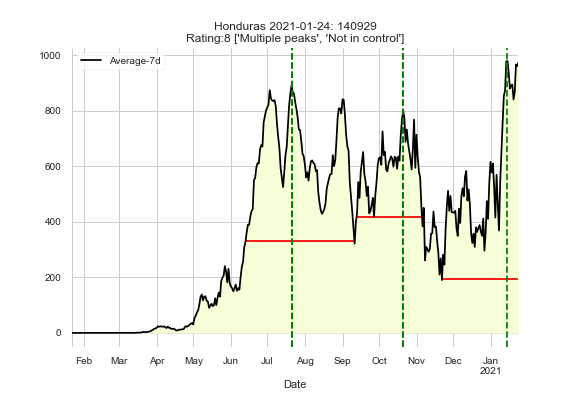 Honduras 2021-01-24: 140929
Rating:8 ['Multiple peaks', 'Not in control']
Average-7d
1000
800
600
400
200
0
Feb Mar Apr May Jun Jul Aug Sep Oct Nov Dec Jan
2021
Date